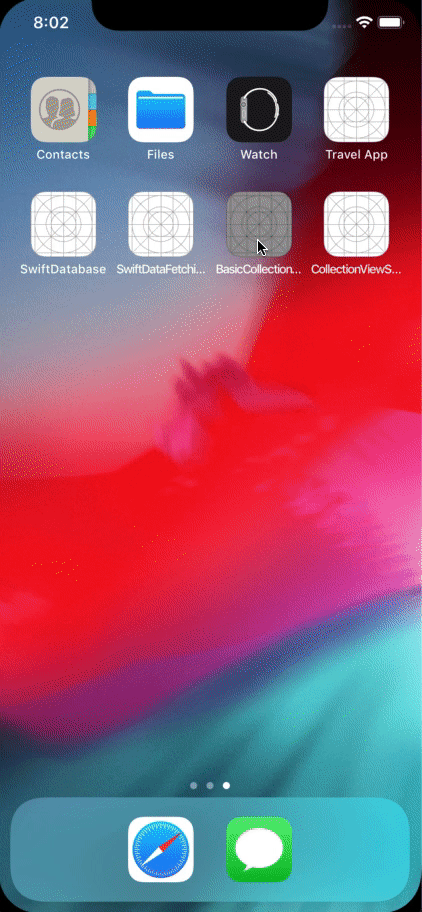 8:02
Contacts
Files
Watch
Travel App
SwiftDatabase
SwiftDataFetchi...
BasicCollection...
CollectionViewS...